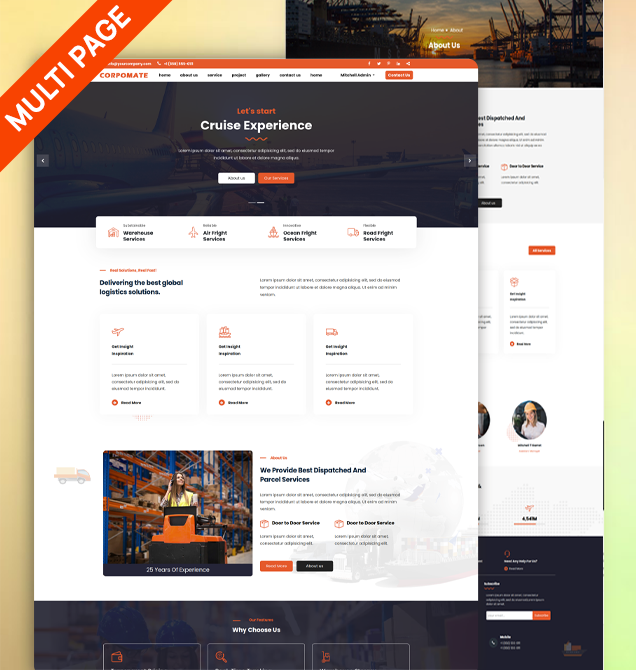 MULTI PAGE
Home About
About Us
CORPOMATE
home
about us
service
project
gallery
contact us
home
Mitchell Admin
Contact Us
Let's start
Cruise Experience
Lorem ipsum dolor sit amet, consectetur adipisicing elit, sed do eiusmod tempor
incididunt ut labore et dolore magna aliqua.
About us
Our Services
Sustainable
Warehouse
Services
Reliable
Air Fright
Services
Innovative
Ocean Fright
Services
Flexible
Road Fright
Services
Real Solutions, Real Fast!
Delivering the best global
logistics solutions.
Lorem ipsum dolor sit amet, consectetur adipisicing elit, sed do eiusmod
tempor incididunt ut labore et dolore magna aliqua. Ut enim ad minim
veniam.
Get Insight
Inspiration
Lorem ipsum dolor sit amet,
consectetur adipisicing elit, sed do
eiusmod tempor incididunt.
Read More
Get Insight
Inspiration
Lorem ipsum dolor sit amet,
consectetur adipisicing elit, sed do
eiusmod tempor incididunt.
Read More
Get Insight
Inspiration
Lorem ipsum dolor sit amet,
consectetur adipisicing elit, sed do
eiusmod tempor incididunt.
Read More
25 Years Of Experience
About Us
We Provide Best Dispatched And
Parcel Services
Lorem ipsum dolor sit amet, consectetur adipisicing elit, sed do eiusmod
tempor incididunt ut labore et dolore magna aliqua. Ut enim ad minim
veniam.
Door to Door Service
Lorem ipsum dolor sit amet,
consectetur adipisicing elit.
Door to Door Service
Lorem ipsum dolor sit amet,
consectetur adipisicing elit.
Read More
About us
Our Features
Why Choose Us
est Dispatched And
Door to Door Service
About us
All Services
Get Insight
Inspiration
Read More
4,541M
Need Any Help For Us?
Read More
Subscribe
Subscribe
Mobile